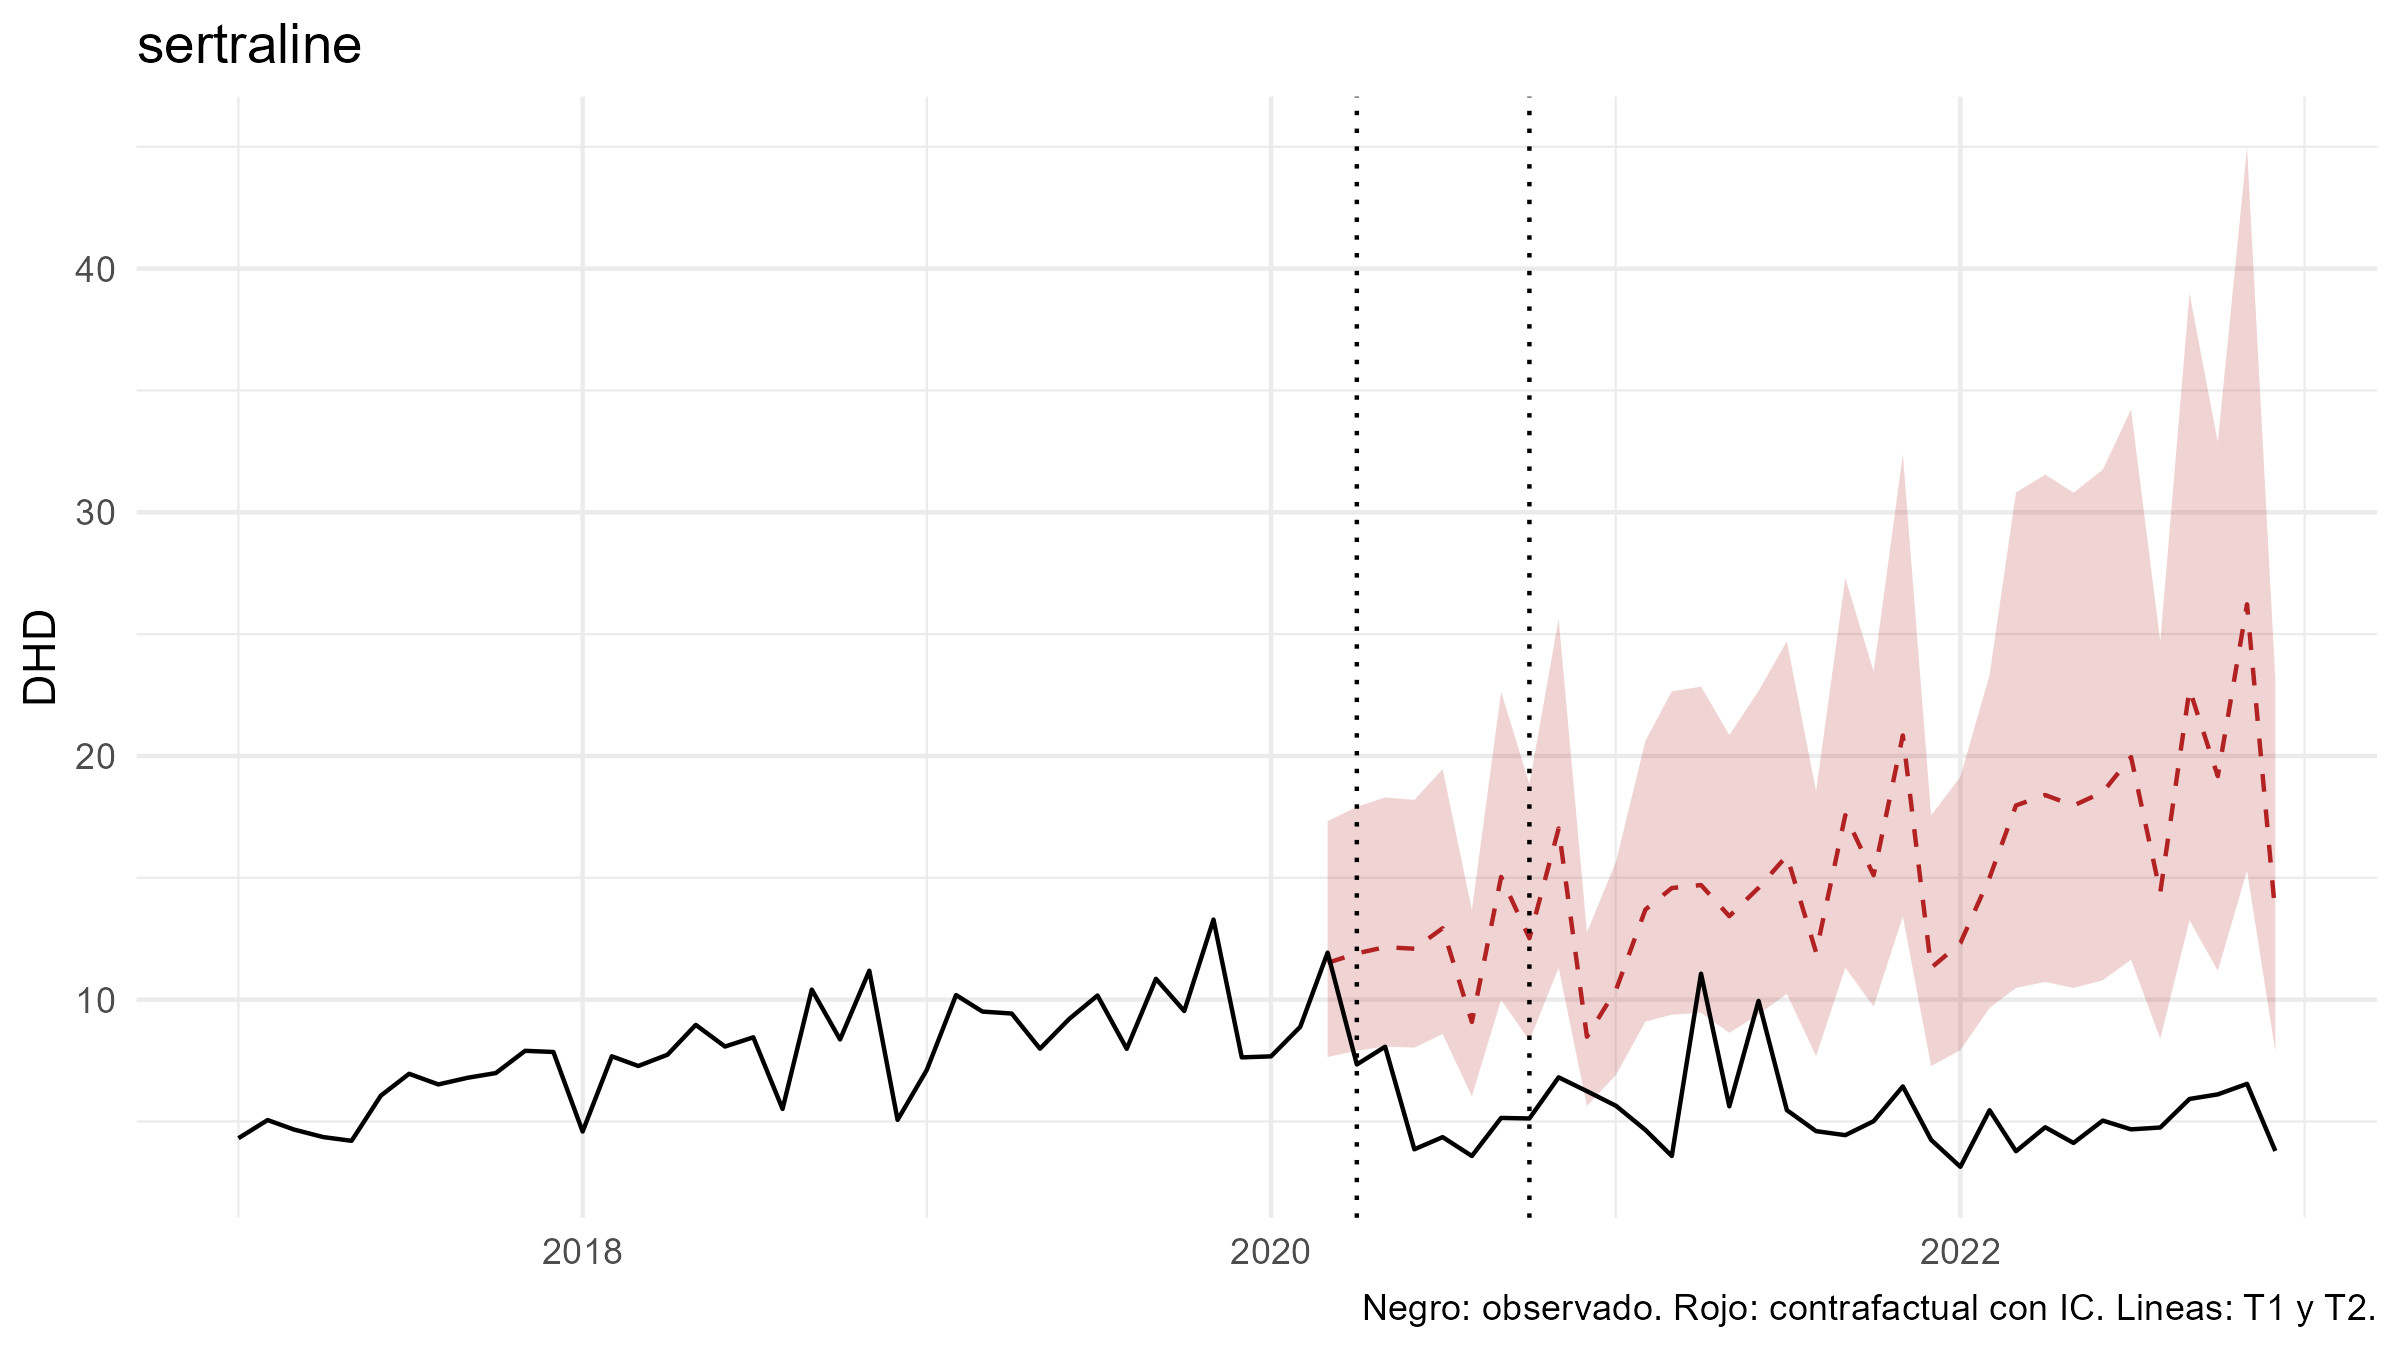 sertraline
DHD
40
30
20
10
2018
2020
2022
Negro: observado. Rojo: contrafactual con IC. Lineas: T1 y T2.